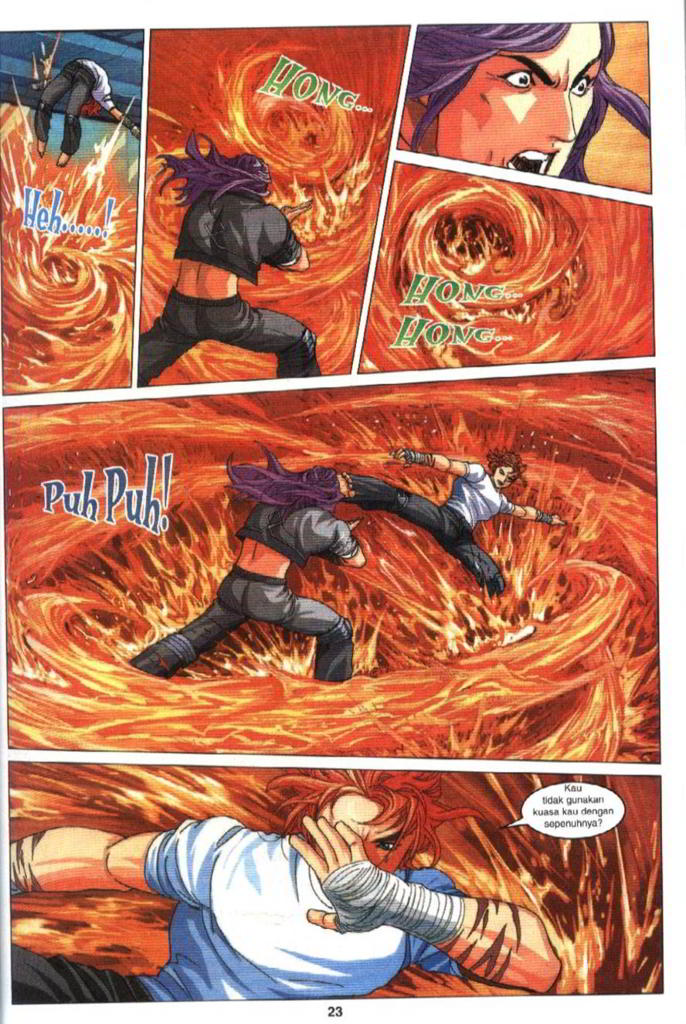 Heh......!
HONG...
HONG...
HONG...
Puh Puh!
Kau
tidak gunakan
kuasa kau dengan
sepenuhnya?
23